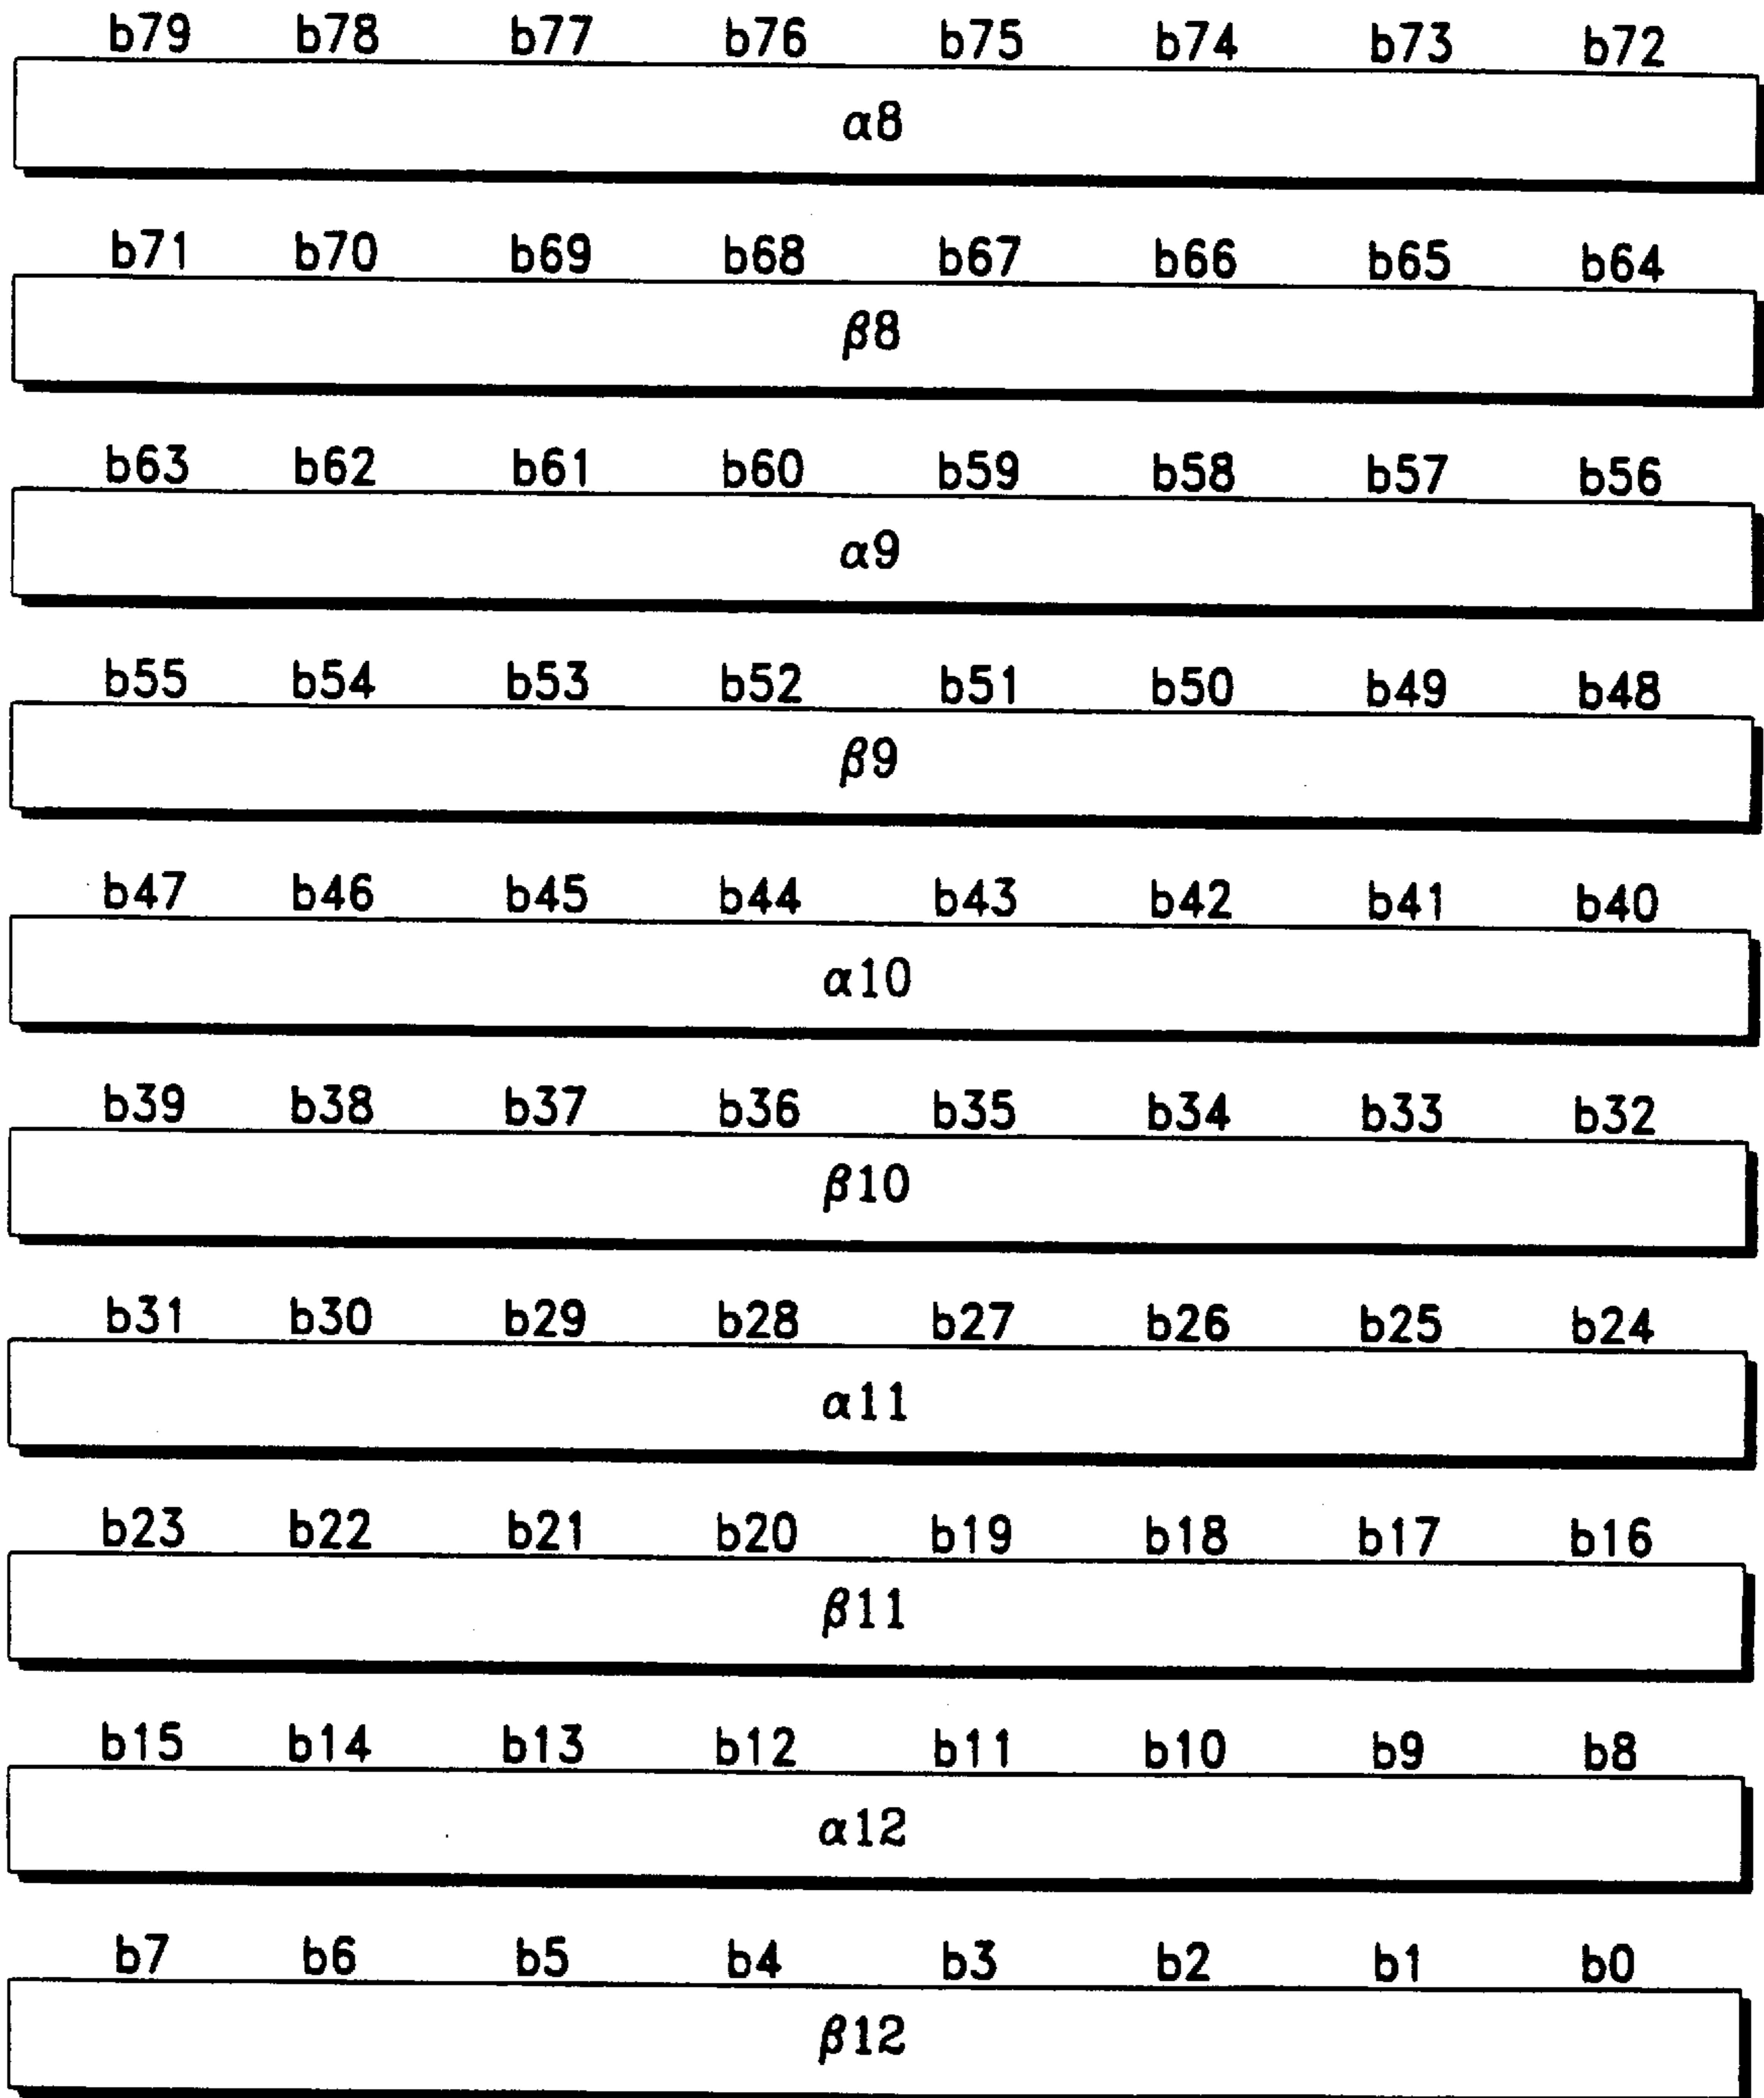 b79 b78 b77 b76 b75 b74 b73 b72
α8
b71 b70 b69 b68 b67 b66 b65 b64
β8
b63 b62 b61 b60 b59 b58 b57 b56
α9
b55 b54 b53 b52 b51 b50 b49 b48
β9
b47 b46 b45 b44 b43 b42 b41 b40
α10
b39 b38 b37 b36 b35 b34 b33 b32
β10
b31 b30 b29 b28 b27 b26 b25 b24
α11
b23 b22 b21 b20 b19 b18 b17 b16
β11
b15 b14 b13 b12 b11 b10 b9 b8
α12
b7 b6 b5 b4 b3 b2 b1 b0
β12